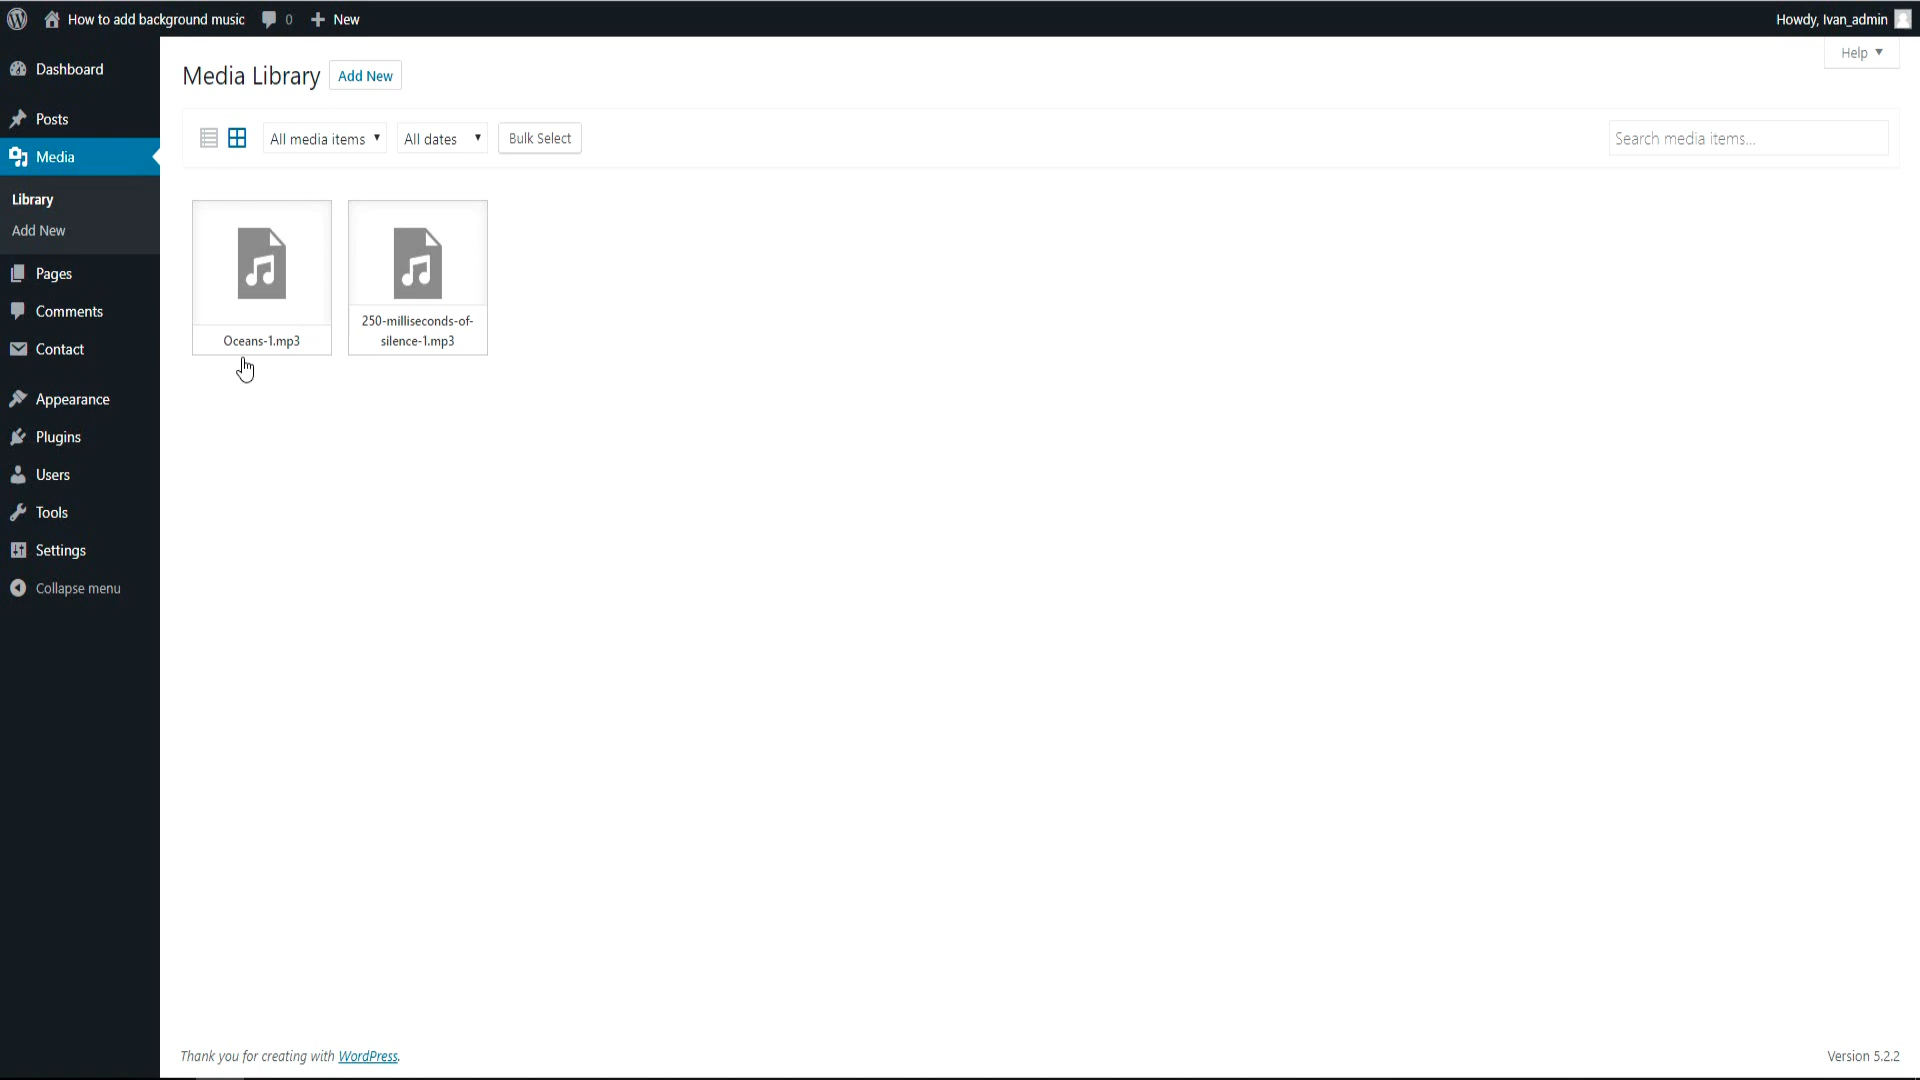 How to add background music 0 New Howdy, Ivan_admin
Help
Dashboard
Posts
Media
Library
Add New
Pages
Comments
Contact
Appearance
Plugins
Users
Tools
Settings
Collapse menu
Media Library Add New
All media items All dates Bulk Select Search media items...
Oceans-1.mp3
250-milliseconds-of-
silence-1.mp3
Thank you for creating with WordPress. Version 5.2.2